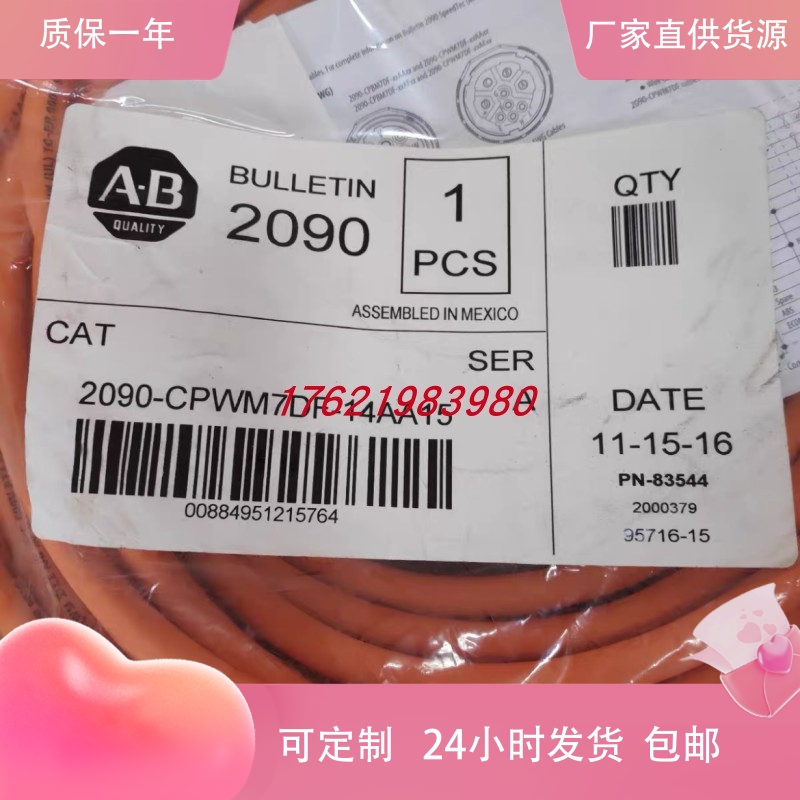 质保一年
厂家直供货源
A-B
QUALITY
BULLETIN
2090
1
PCS
ASSEMBLED IN MEXICO
QTY
CAT
SER
2090-CPWM7DF-14AA15
A
17621983980
00884951215764
DATE
11-15-16
PN-83544
2000379
95716-15
可定制 24小时发货 包邮